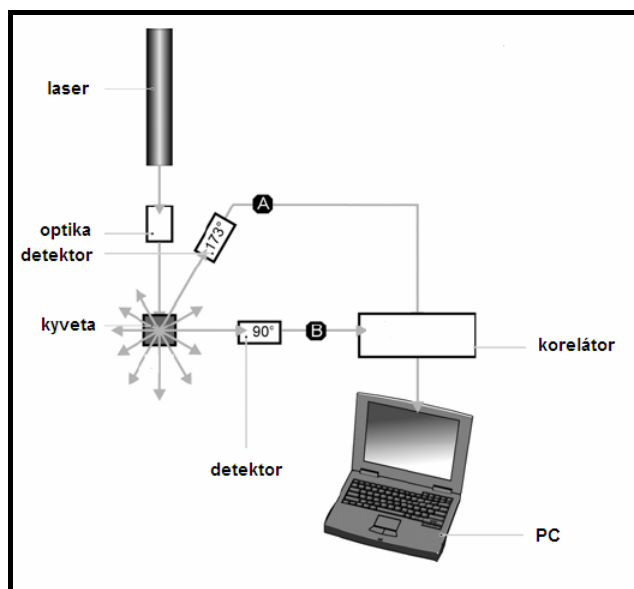 laser
optika
detektor
173°
A
kyveta
90°
B
korelátor
detektor
PC